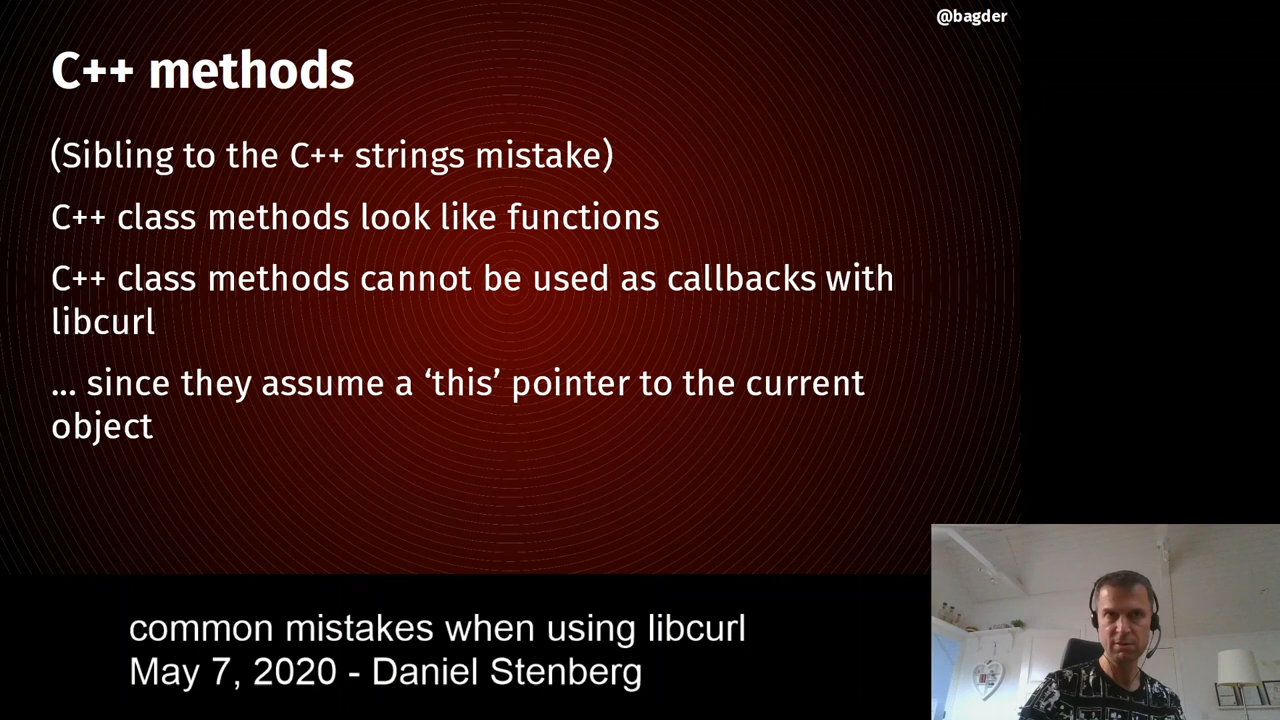 @bagder
C++ methods
(Sibling to the C++ strings mistake)
C++ class methods look like functions
C++ class methods cannot be used as callbacks with
libcurl
... since they assume a ‘this’ pointer to the current
object
common mistakes when using libcurl
May 7, 2020 - Daniel Stenberg